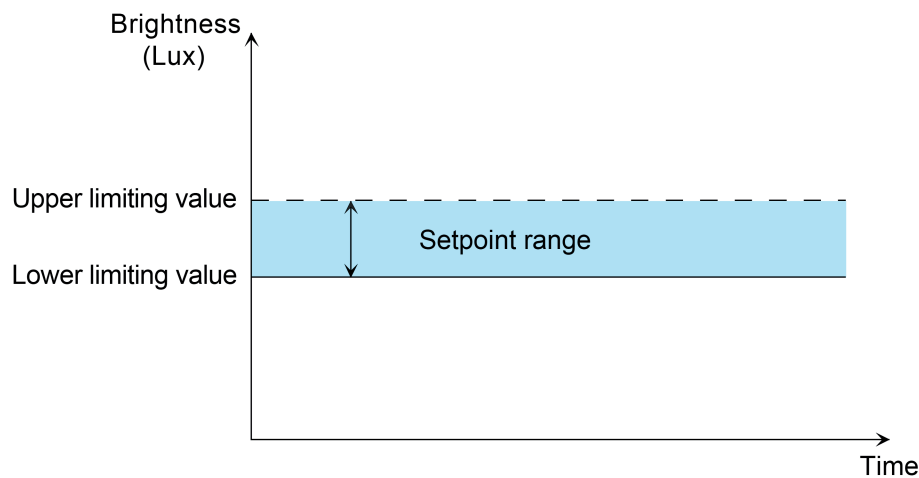 Brightness
(Lux)
Upper limiting value
Setpoint range
Lower limiting value
Time